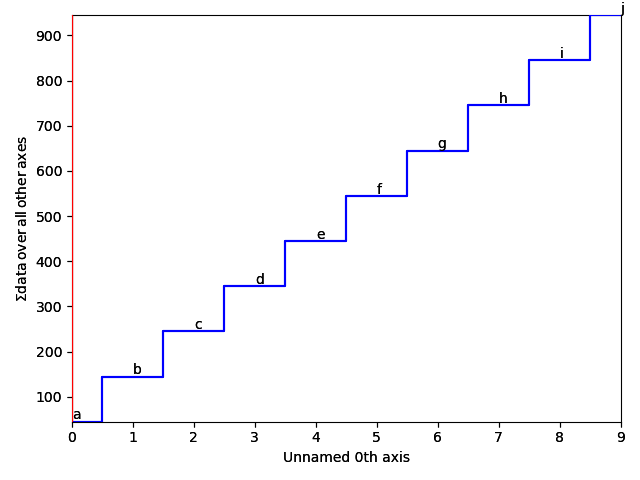 j
900
i
800
h
700
g
600
f
500
e
400
d
300
c
200
b
100
a
0 1 2 3 4 5 6 7 8 9
Unnamed 0th axis
Σdata over all other axes